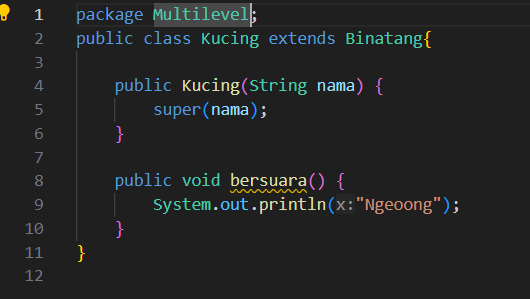 1 package Multilevel;
2 public class Kucing extends Binatang{
3
4 public Kucing(String nama) {
5 super(nama);
6 }
7
8 public void bersuara() {
9 System.out.println(x:"Ngeoong");
10 }
11 }
12